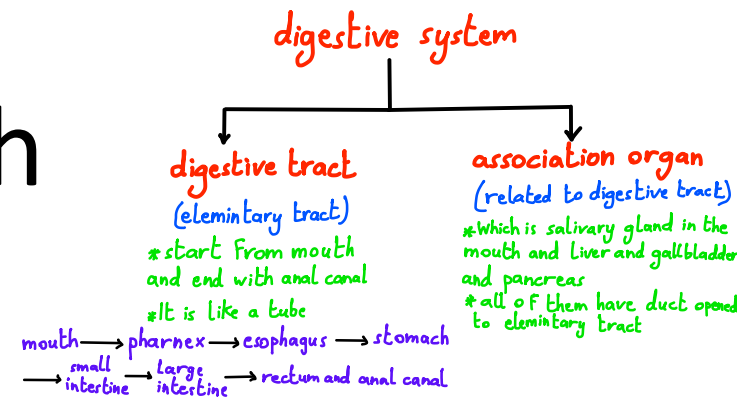 digestive system
h
digestive tract
(elemintary tract)
*start From mouth
and end with anal canal
*It is like a tube
association organ
(related to digestive tract)
*Which is salivary gland in the
mouth and liver and gallbladder
and pancreas
*all of them have duct opened
to elemintary tract
mouth → pharnex → esophagus → stomach
→ small intestine → Large intestine → rectum and anal canal